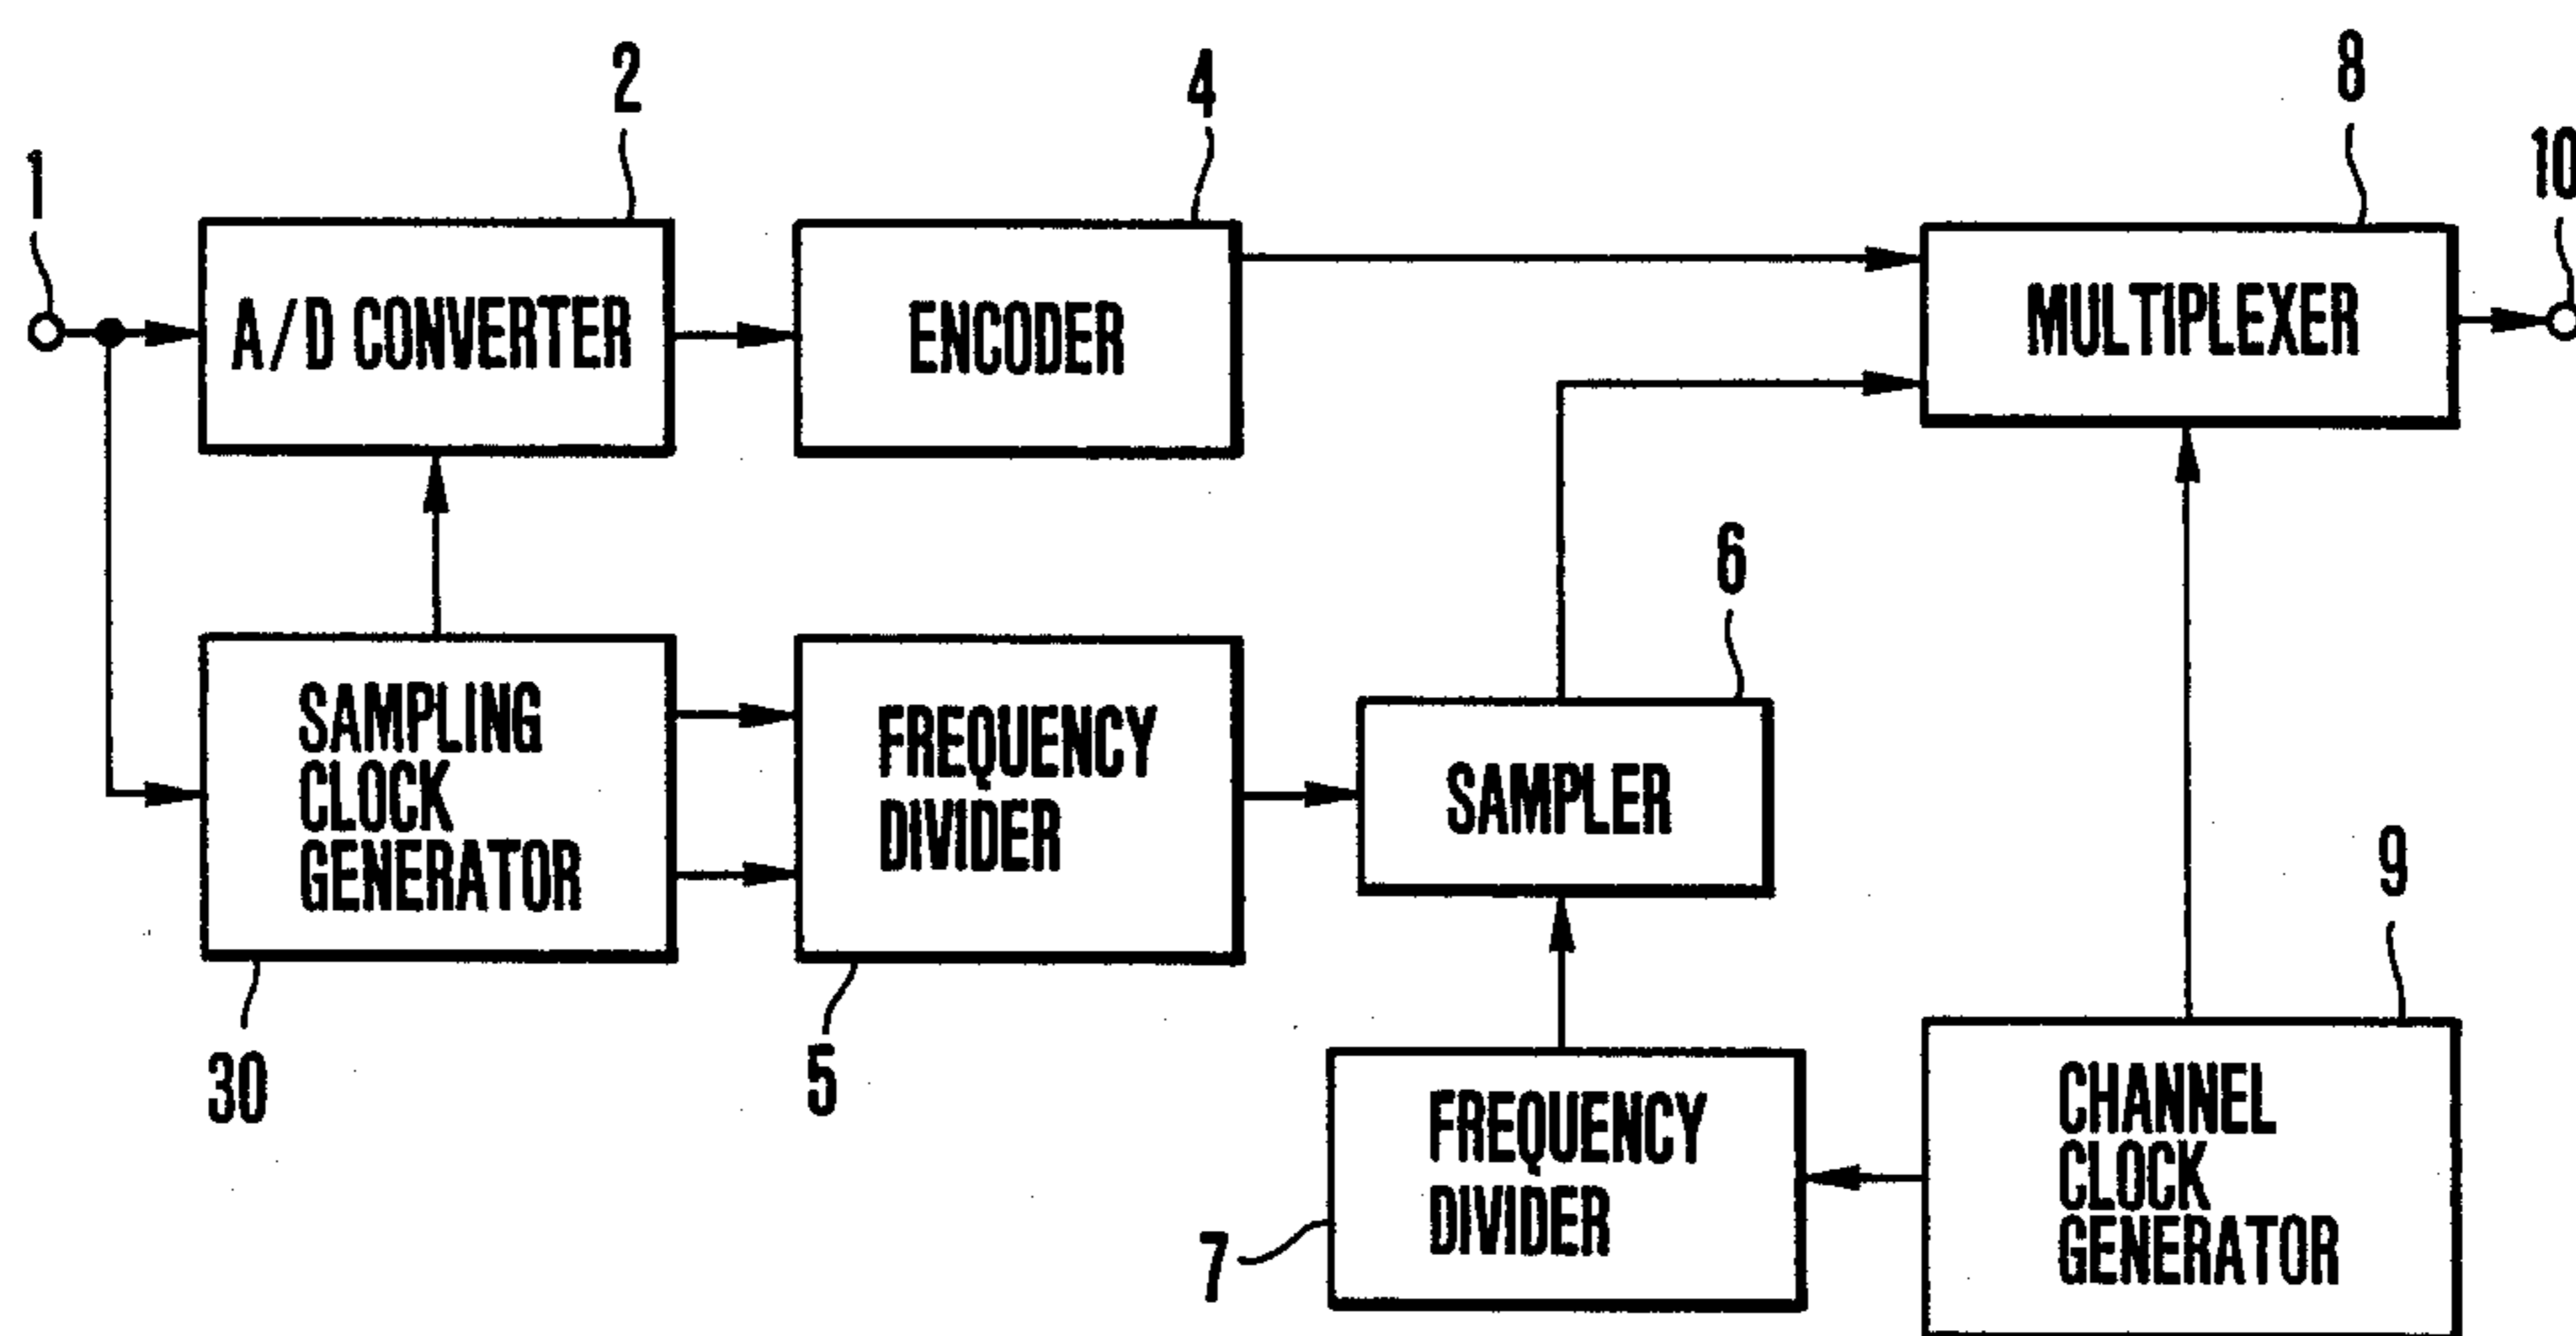 2
4
8
1
10
A/D CONVERTER
ENCODER
MULTIPLEXER
6
SAMPLING
CLOCK
GENERATOR
FREQUENCY
DIVIDER
SAMPLER
9
30
5
7
FREQUENCY
DIVIDER
CHANNEL
CLOCK
GENERATOR